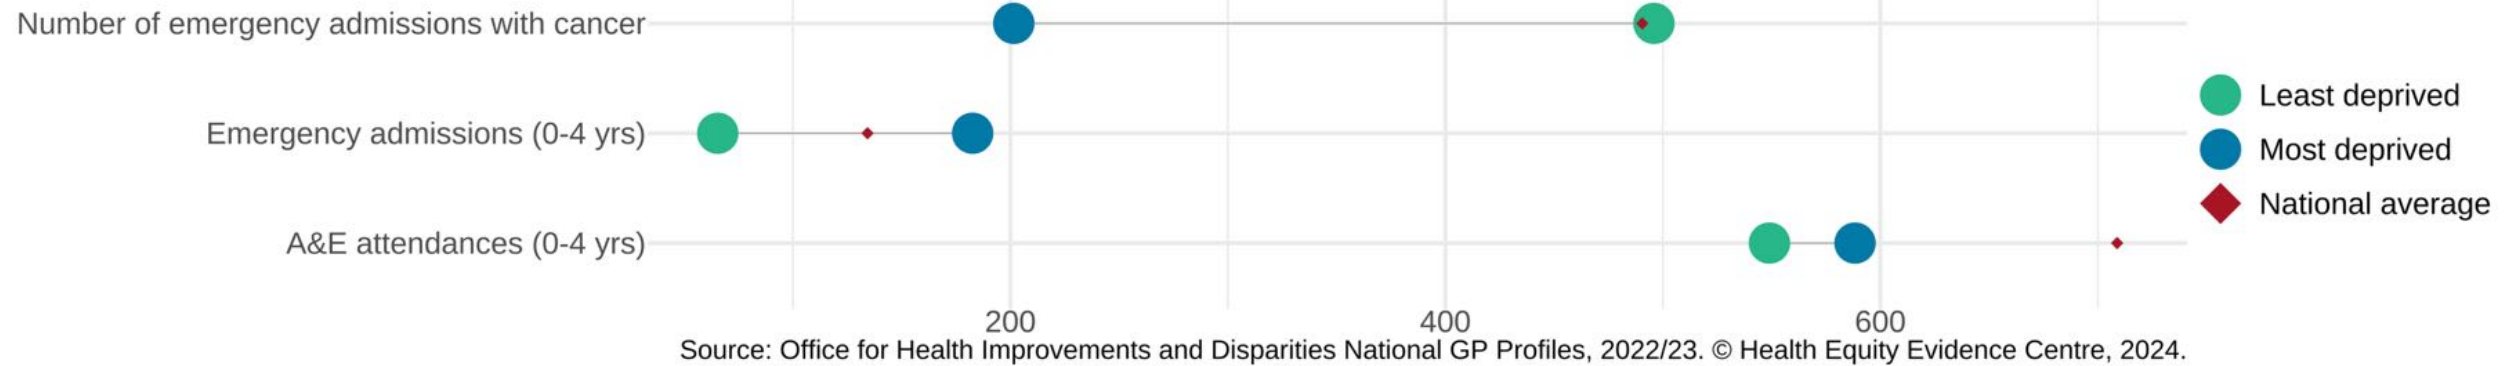 Number of emergency admissions with cancer
Emergency admissions (0-4 yrs)
A&E attendances (0-4 yrs)
Least deprived
Most deprived
National average
200 400 600
Source: Office for Health Improvements and Disparities National GP Profiles, 2022/23. © Health Equity Evidence Centre, 2024.